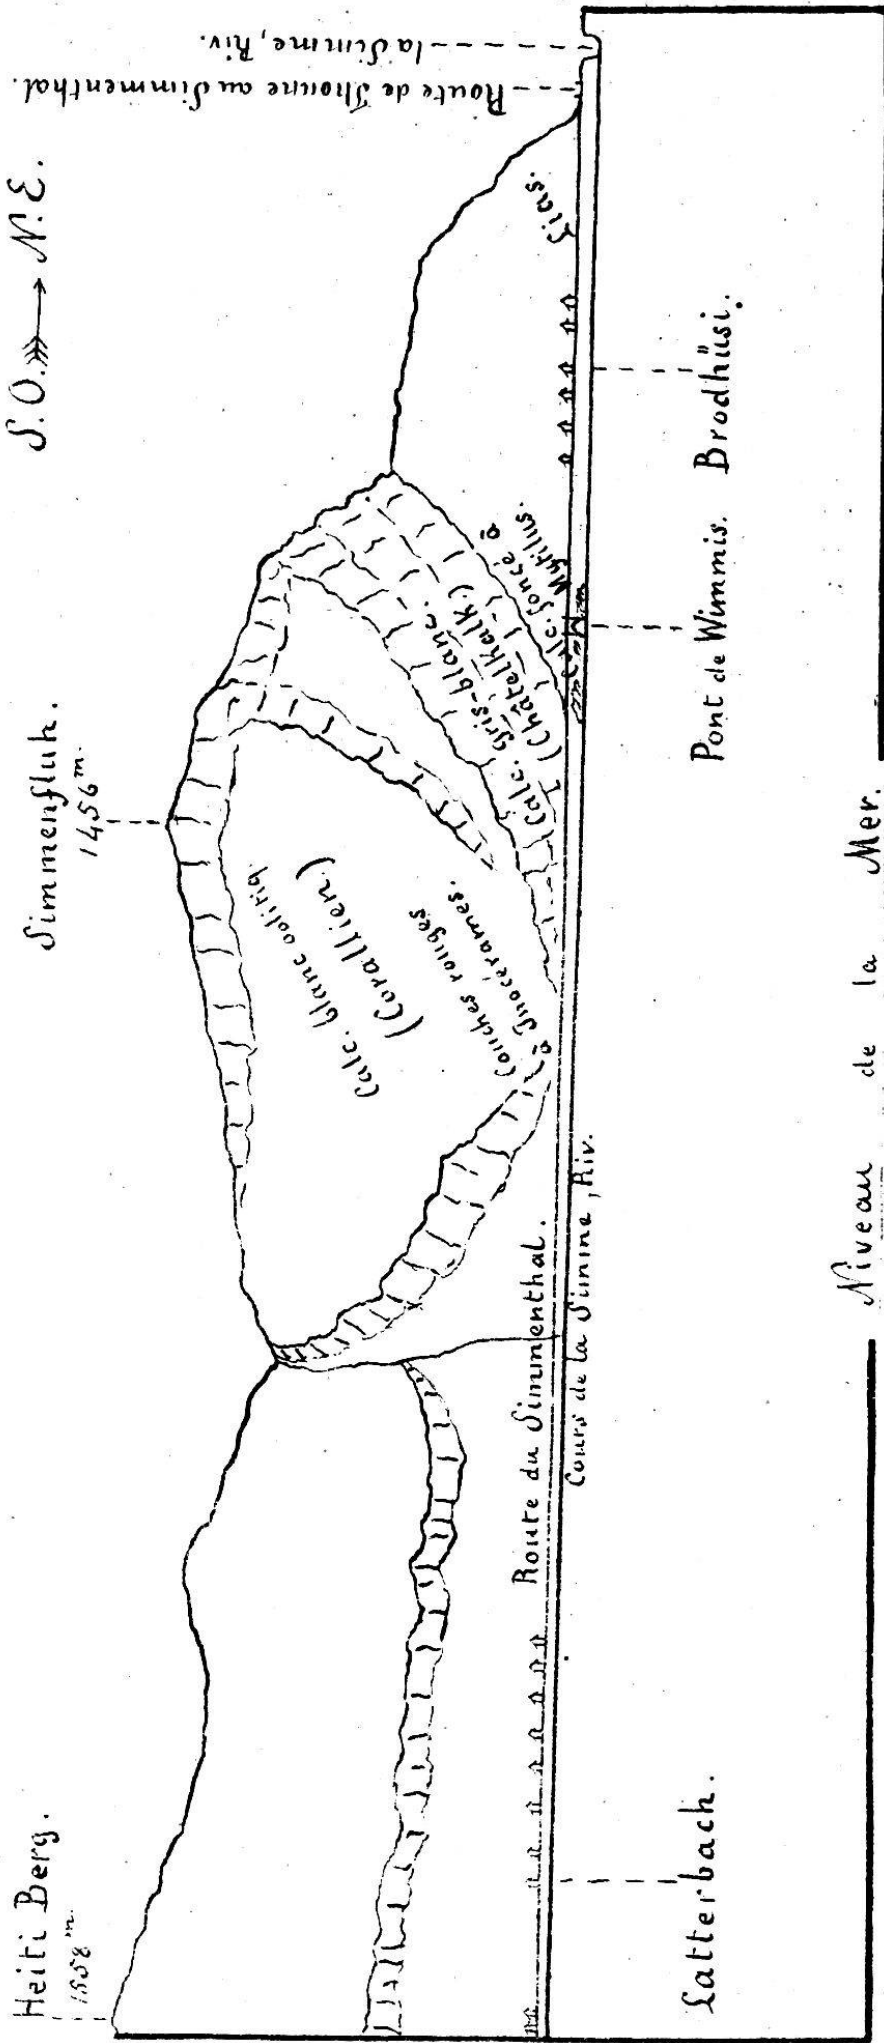 Heiti Berg.
1558 m.
Simmenfluh.
1456 m.
S.O. → N.E.
Route de Thoune au Simmenthal.
la Simme, Riv.
Calc. blanc oolitiq
(Corallien.)
Couches rouges
à Inocérames.
Calc. gris-blanc.
(Châtelkalk.)
Calc. foncé à
Mytilus.
Lias.
Route du Simmenthal.
Cours de la Simme, Riv.
Latterbach.
Pont de Wimmis.
Brodhüsi.
Niveau de la Mer.